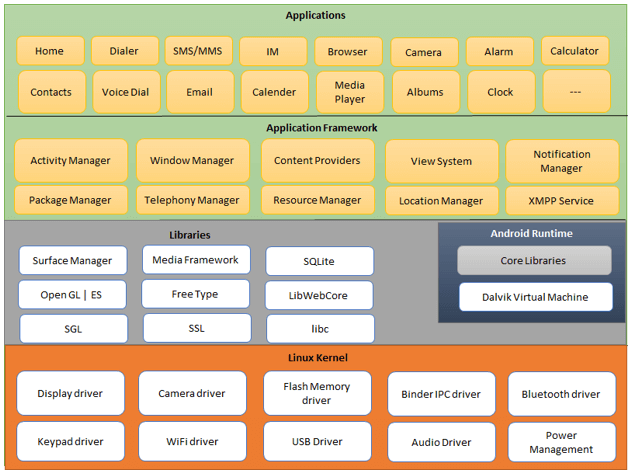 Applications
Home
Dialer
SMS/MMS
IM
Browser
Camera
Alarm
Calculator
Contacts
Voice Dial
Email
Calender
Media
Player
Albums
Clock
---
Application Framework
Activity Manager
Window Manager
Content Providers
View System
Notification
Manager
Package Manager
Telephony Manager
Resource Manager
Location Manager
XMPP Service
Libraries
Surface Manager
Media Framework
SQLite
Open GL | ES
Free Type
LibWebCore
SGL
SSL
libc
Android Runtime
Core Libraries
Dalvik Virtual Machine
Linux Kernel
Display driver
Camera driver
Flash Memory
driver
Binder IPC driver
Bluetooth driver
Keypad driver
WiFi driver
USB Driver
Audio Driver
Power
Management